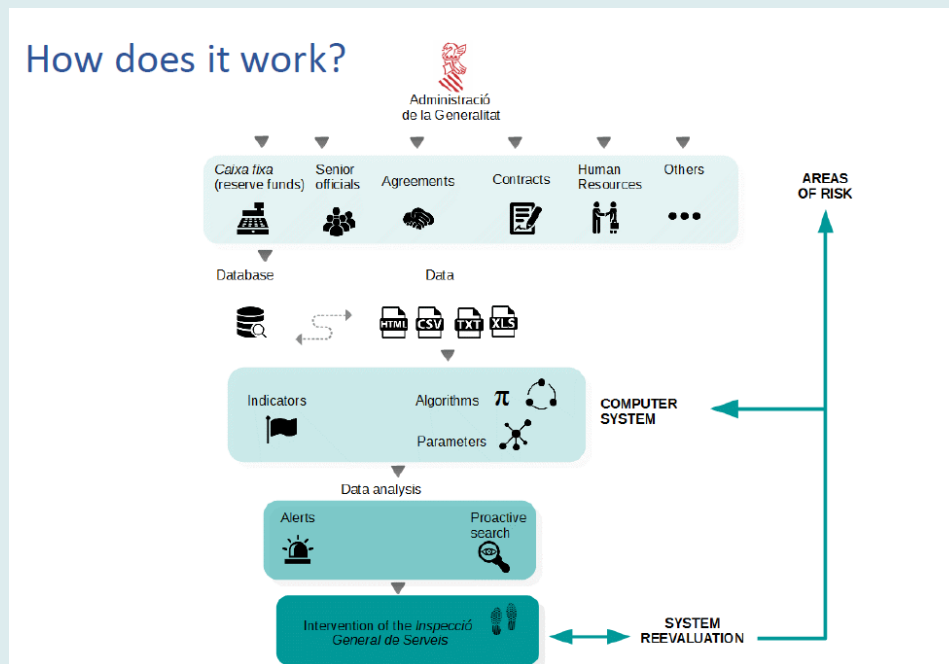 How does it work?
Administració
de la Generalitat
Caixa fixa
(reserve funds)
Senior
officials
Agreements
Contracts
Human
Resources
Others
AREAS
OF RISK
Database
Data
HTML
CSV
TXT
XLS
Indicators
Algorithms π
Parameters
COMPUTER
SYSTEM
Data analysis
Alerts
Proactive
search
Intervention of the Inspecció
General de Serveis
SYSTEM
REEVALUATION